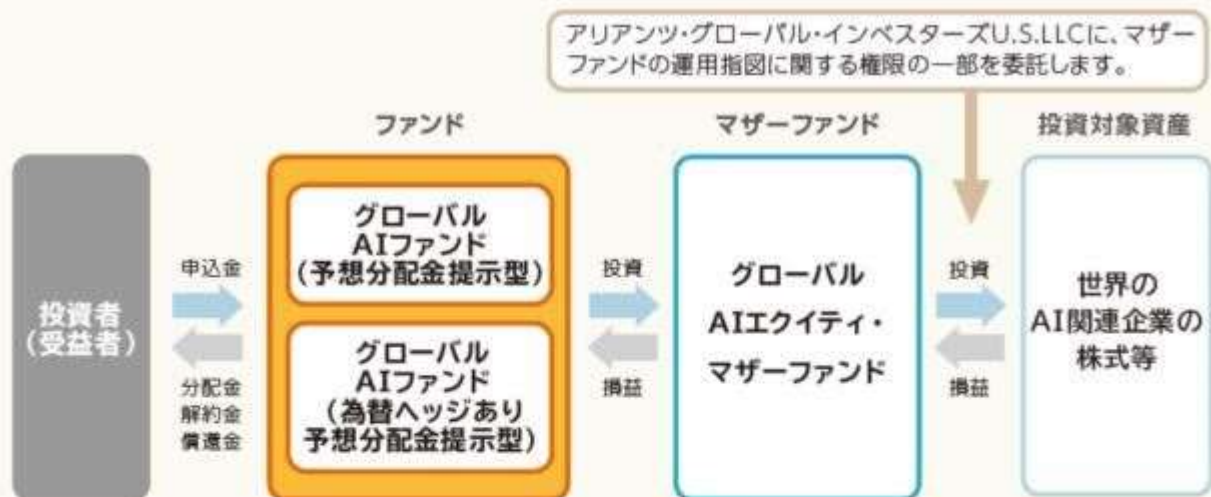 アリアンツ・グローバル・インベスターズU.S.LLCに、マザー
ファンドの運用指図に関する権限の一部を委託します。
ファンド
マザーファンド
投資対象資産
投資者
(受益者)
申込金
分配金
解約金
償還金
グローバル
AIファンド
(予想分配金提示型)
グローバル
AIファンド
(為替ヘッジあり
予想分配金提示型)
投資
損益
グローバル
AIエクイティ・
マザーファンド
投資
損益
世界の
AI関連企業の
株式等